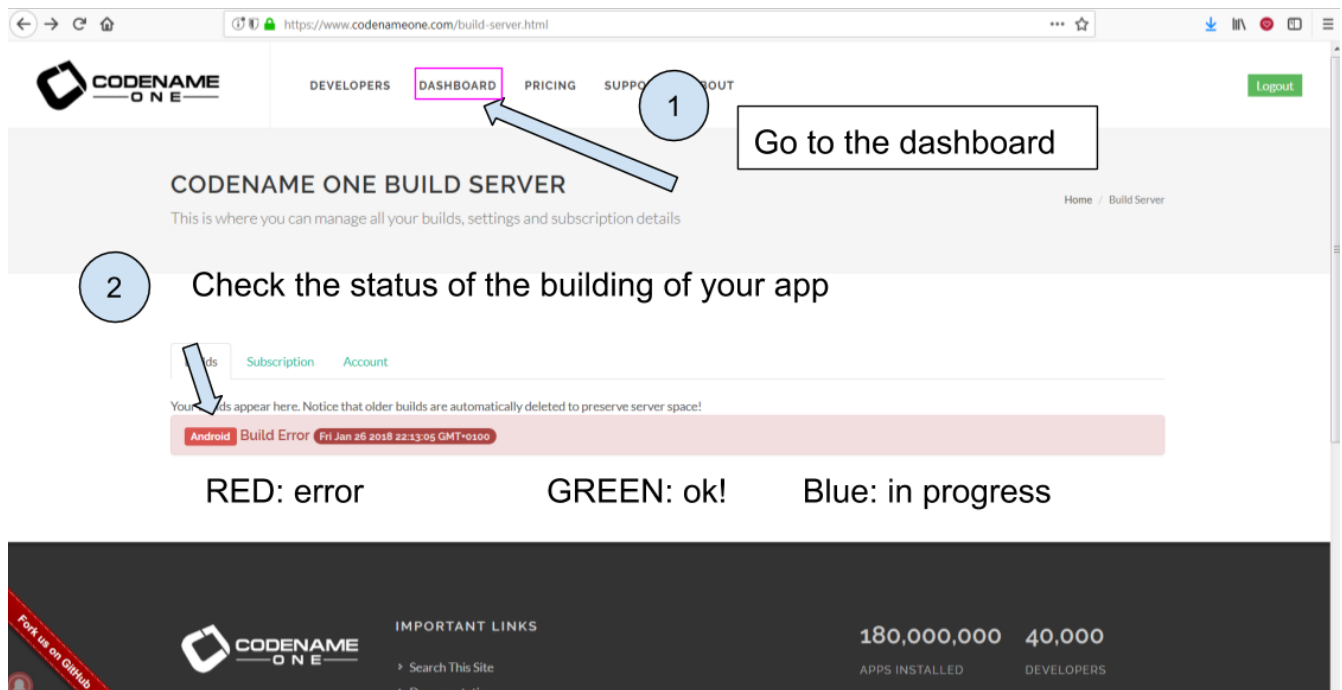 https://www.codenameone.com/build-server.html
CODENAME
ONE
DEVELOPERS DASHBOARD PRICING SUPPO BOUT
Logout
1
Go to the dashboard
CODENAME ONE BUILD SERVER
Home / Build Server
This is where you can manage all your builds, settings and subscription details
2
Check the status of the building of your app
ds Subscription Account
Your ds appear here. Notice that older builds are automatically deleted to preserve server space!
Android Build Error Fri Jan 26 2018 22:13:05 GMT+0100
RED: error GREEN: ok! Blue: in progress
Fork us on GitHub
CODENAME
ONE
IMPORTANT LINKS
Search This Site
180,000,000 40,000
APPS INSTALLED DEVELOPERS